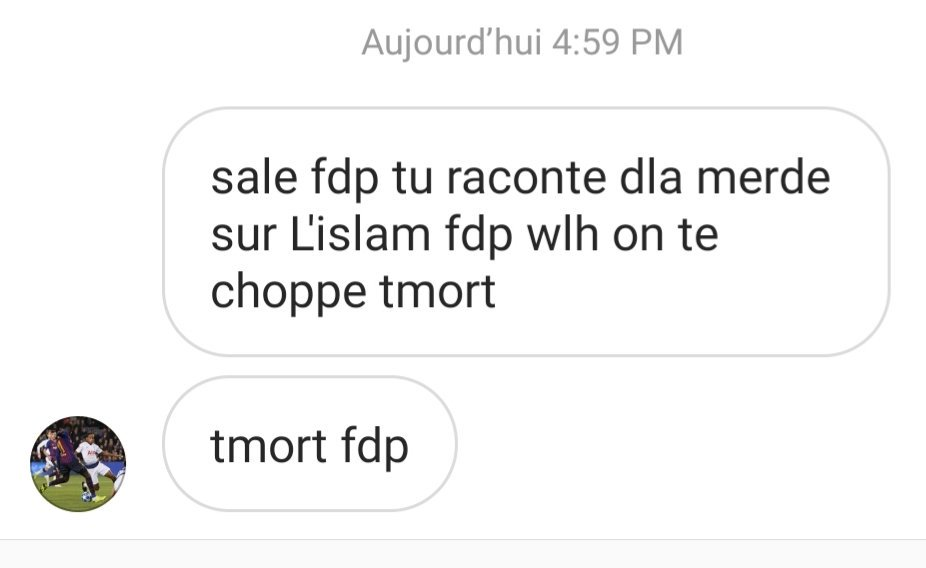 Aujourd’hui 4:59 PM
sale fdp tu raconte dla merde
sur L'islam fdp wlh on te
choppe tmort
tmort fdp